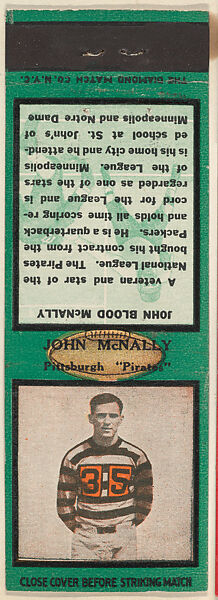 THE DIAMOND MATCH CO. N.Y.C.
JOHN BLOOD McNALLY
A veteran and star of the
National League. The Pirates
bought his contract from the
Packers. He is a quarterback
and holds all time scoring re-
cord for the League and is
regarded as one of the stars
of the League. Minneapolis
is his home city and he attend-
ed school at St. John's of
Minneapolis and Notre Dame
JOHN McNALLY
Pittsburgh "Pirates"
35
CLOSE COVER BEFORE STRIKING MATCH